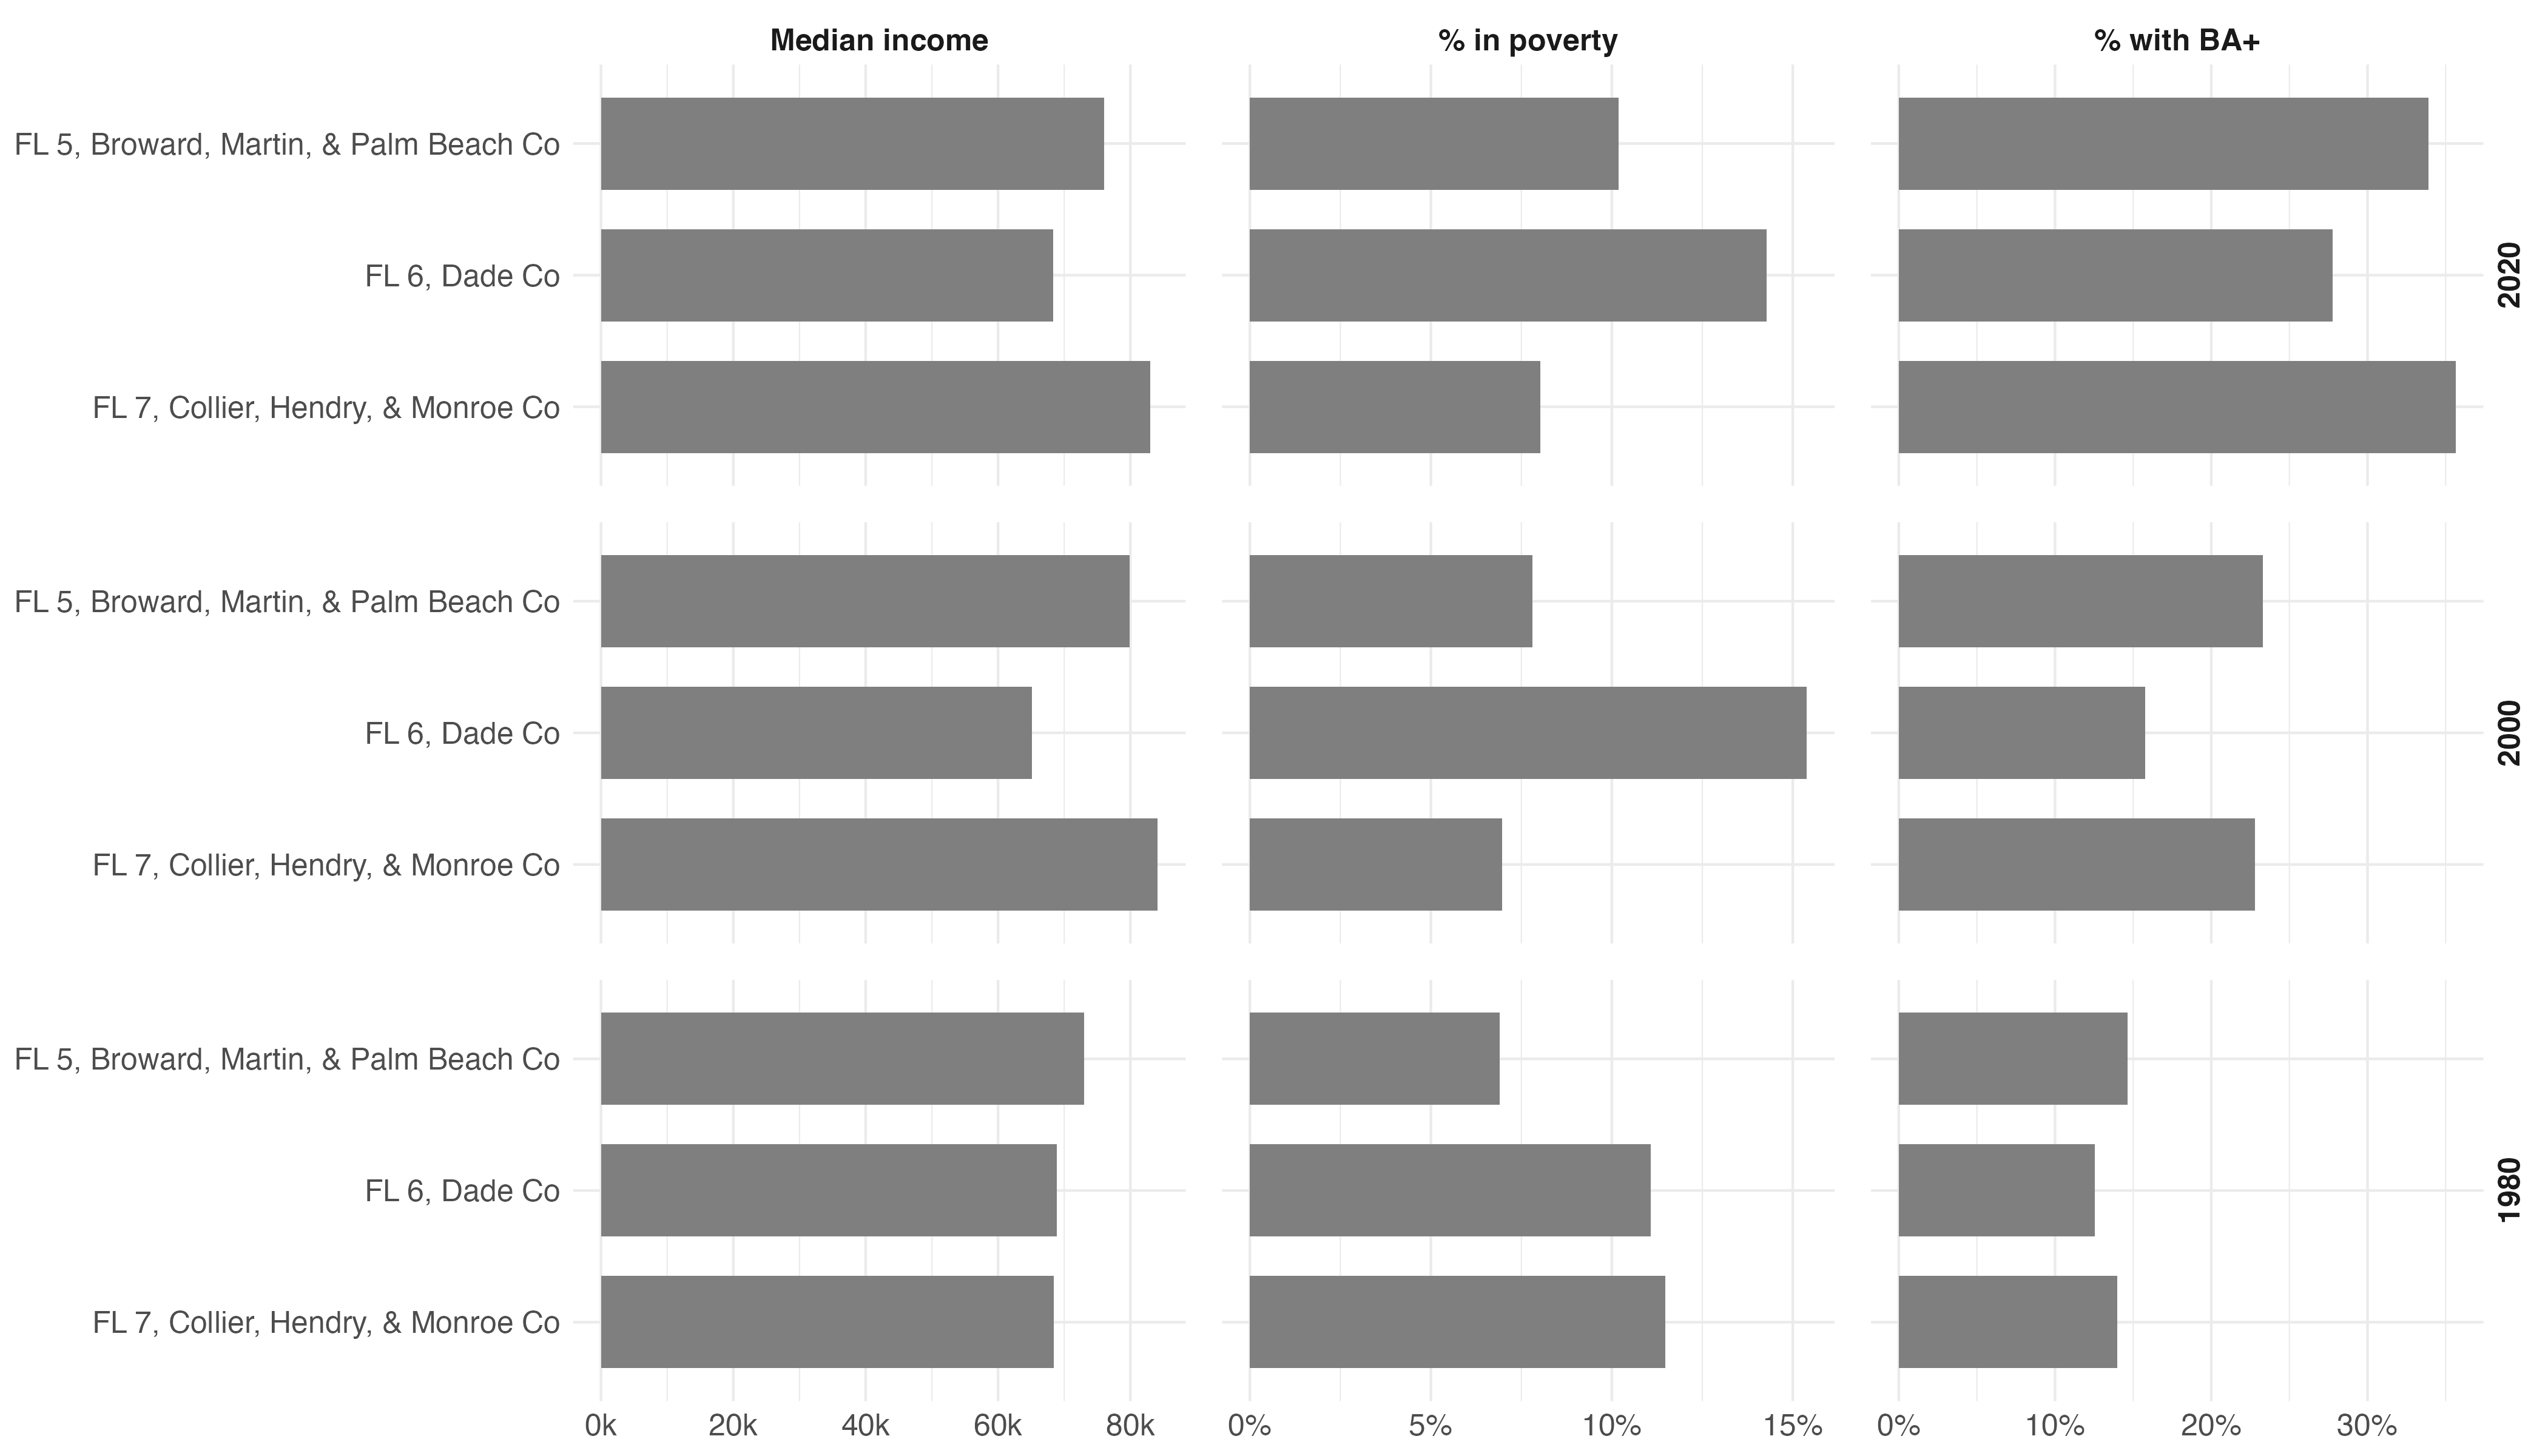 Median income % in poverty % with BA+
FL 5, Broward, Martin, & Palm Beach Co
FL 6, Dade Co
FL 7, Collier, Hendry, & Monroe Co
2020
FL 5, Broward, Martin, & Palm Beach Co
FL 6, Dade Co
FL 7, Collier, Hendry, & Monroe Co
2000
FL 5, Broward, Martin, & Palm Beach Co
FL 6, Dade Co
FL 7, Collier, Hendry, & Monroe Co
1980
0k 20k 40k 60k 80k 0% 5% 10% 15% 0% 10% 20% 30%